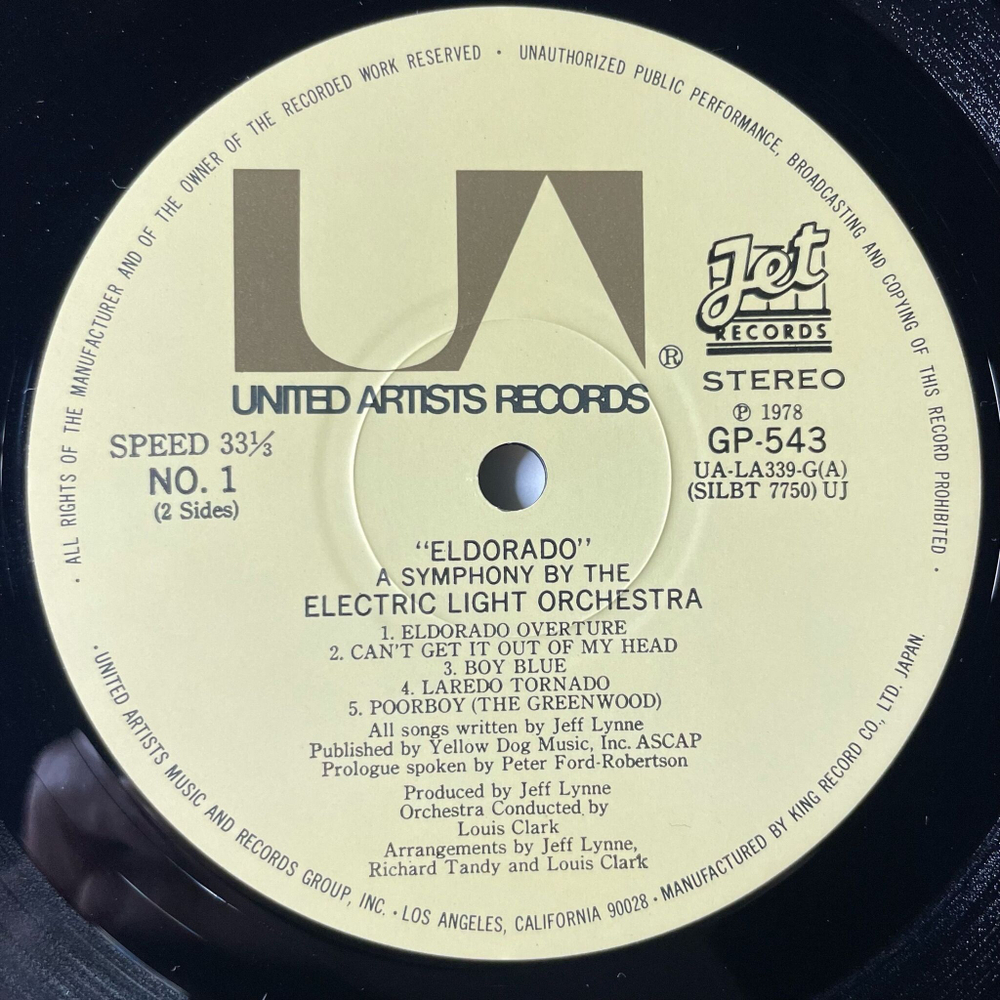 · ALL RIGHTS OF THE MANUFACTURER AND OF THE OWNER OF THE RECORDED WORK RESERVED · UNAUTHORIZED PUBLIC PERFORMANCE, BROADCASTING AND COPYING OF THIS RECORD PROHIBITED ·
UA
®
UNITED ARTISTS RECORDS
Jet
RECORDS
STEREO
℗ 1978
GP-543
UA-LA339-G(A)
(SILBT 7750) UJ
SPEED 33⅓
NO. 1
(2 Sides)
"ELDORADO"
A SYMPHONY BY THE
ELECTRIC LIGHT ORCHESTRA
1. ELDORADO OVERTURE
2. CAN'T GET IT OUT OF MY HEAD
3. BOY BLUE
4. LAREDO TORNADO
5. POORBOY (THE GREENWOOD)
All songs written by Jeff Lynne
Published by Yellow Dog Music, Inc. ASCAP
Prologue spoken by Peter Ford-Robertson
Produced by Jeff Lynne
Orchestra Conducted by
Louis Clark
Arrangements by Jeff Lynne,
Richard Tandy and Louis Clark
· UNITED ARTISTS MUSIC AND RECORDS GROUP, INC. · LOS ANGELES, CALIFORNIA 90028 · MANUFACTURED BY KING RECORD CO., LTD. JAPAN.